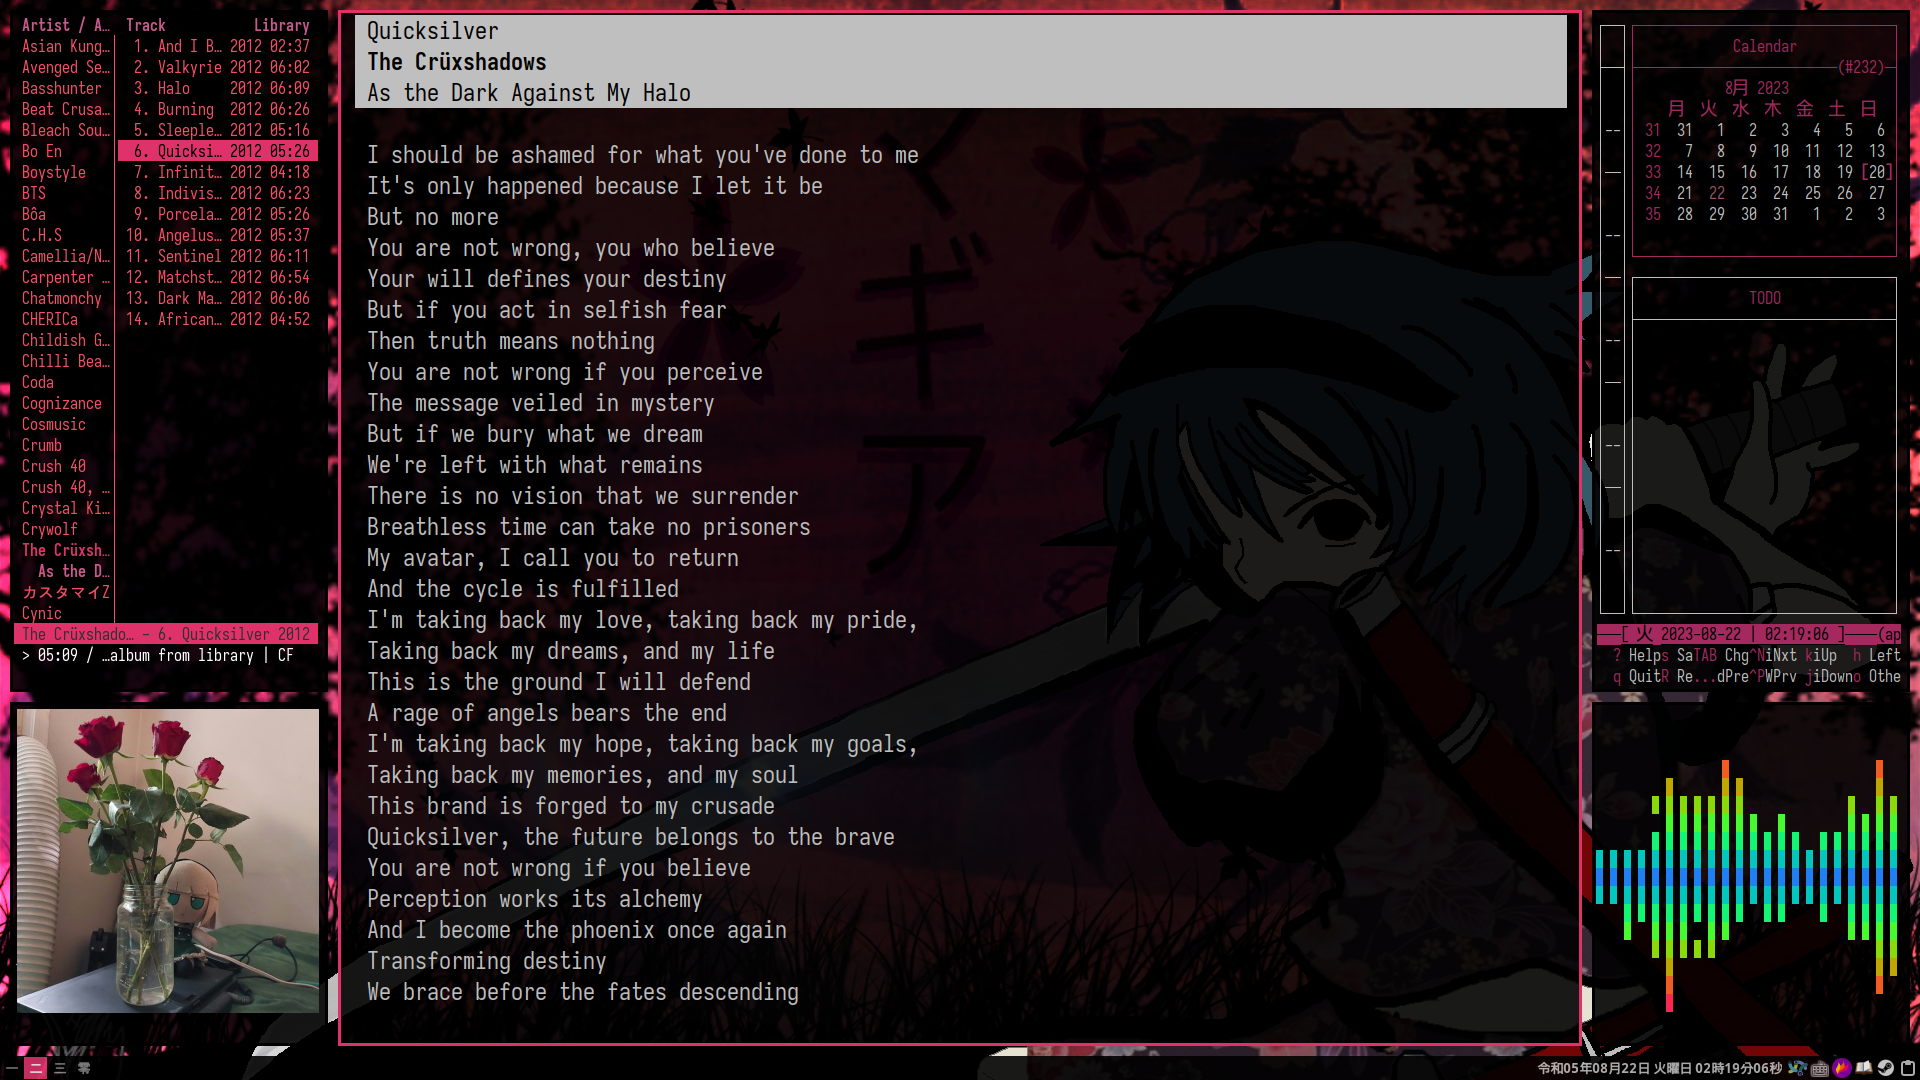 Artist / A… Track Library
Asian Kung…
Avenged Se…
Basshunter
Beat Crusa…
Bleach Sou…
Bo En
Boystyle
BTS
Bôa
C.H.S
Camellia/N…
Carpenter …
Chatmonchy
CHERICa
Childish G…
Chilli Bea…
Coda
Cognizance
Cosmusic
Crumb
Crush 40
Crush 40, …
Crystal Ki…
Crywolf
The Crüxsh…
As the D…
カスタマイZ
Cynic
1. And I B… 2012 02:37
2. Valkyrie 2012 06:02
3. Halo 2012 06:09
4. Burning 2012 06:26
5. Sleeple… 2012 05:16
6. Quicksi… 2012 05:26
7. Infinit… 2012 04:18
8. Indivis… 2012 06:23
9. Porcela… 2012 05:26
10. Angelus… 2012 05:37
11. Sentinel 2012 06:11
12. Matchst… 2012 06:54
13. Dark Ma… 2012 06:06
14. African… 2012 04:52
The Crüxshado… - 6. Quicksilver 2012
> 05:09 / …album from library | CF
Quicksilver
The Crüxshadows
As the Dark Against My Halo
I should be ashamed for what you've done to me
It's only happened because I let it be
But no more
You are not wrong, you who believe
Your will defines your destiny
But if you act in selfish fear
Then truth means nothing
You are not wrong if you perceive
The message veiled in mystery
But if we bury what we dream
We're left with what remains
There is no vision that we surrender
Breathless time can take no prisoners
My avatar, I call you to return
And the cycle is fulfilled
I'm taking back my love, taking back my pride,
Taking back my dreams, and my life
This is the ground I will defend
A rage of angels bears the end
I'm taking back my hope, taking back my goals,
Taking back my memories, and my soul
This brand is forged to my crusade
Quicksilver, the future belongs to the brave
You are not wrong if you believe
Perception works its alchemy
And I become the phoenix once again
Transforming destiny
We brace before the fates descending
ギア
Calendar
(#232)
8月 2023
月 火 水 木 金 土 日
31 31 1 2 3 4 5 6
32 7 8 9 10 11 12 13
33 14 15 16 17 18 19 [20]
34 21 22 23 24 25 26 27
35 28 29 30 31 1 2 3
TODO
[ 火 2023-08-22 | 02:19:06 ]——(ap
? Helps SaTAB Chg^NiNxt kiUp h Left
q QuitR Re...dPre^PWPrv jiDowno Othe
一 二 三 零
令和05年08月22日 火曜日 02時19分06秒